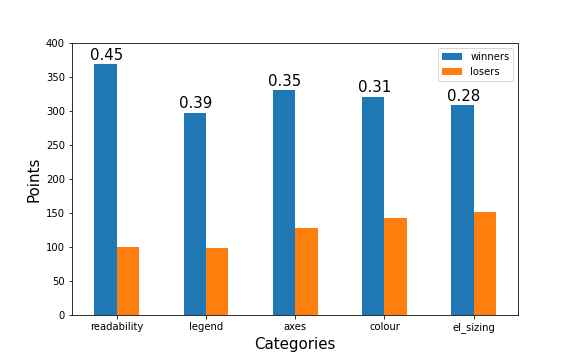 0.45
0.39
0.35
0.31
0.28
winners
losers
400
350
300
250
200
150
100
50
0
Points
readability
legend
axes
colour
el_sizing
Categories